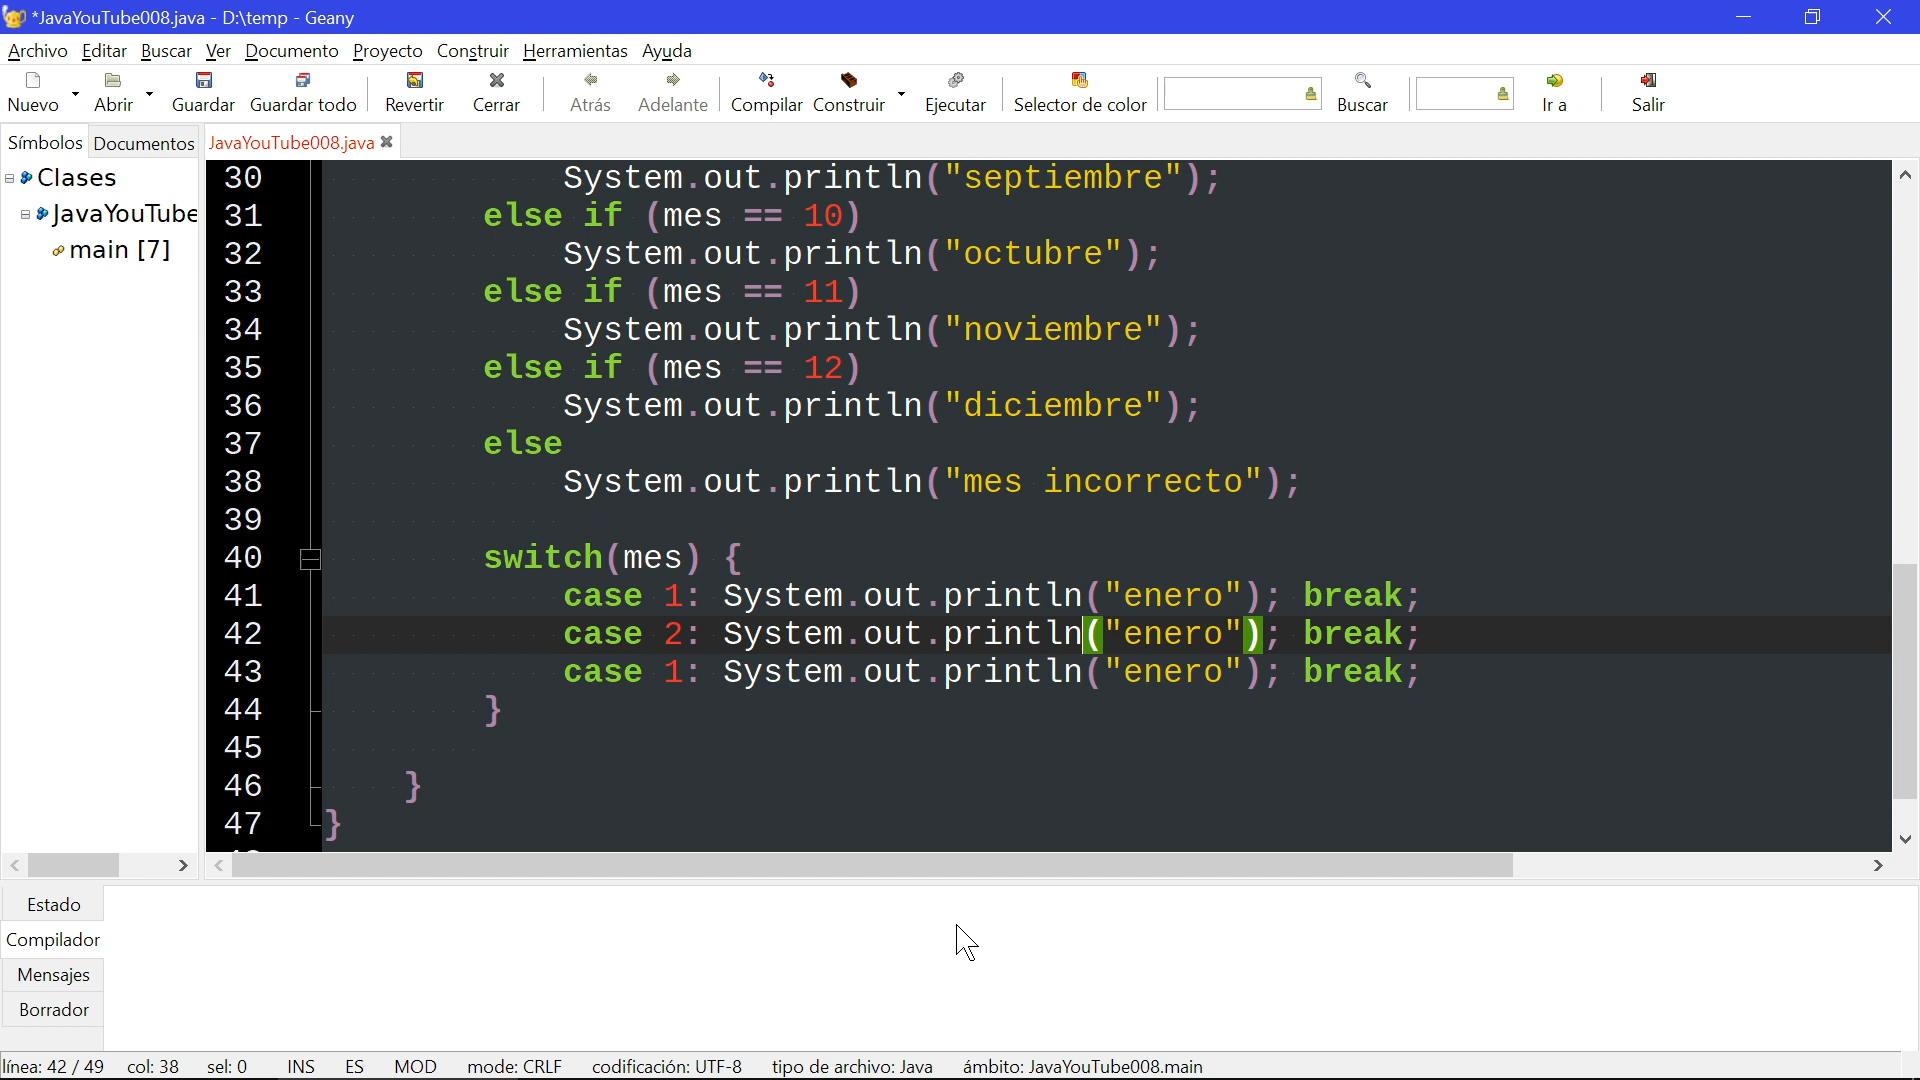 *JavaYouTube008.java - D:\temp - Geany
Archivo Editar Buscar Ver Documento Proyecto Construir Herramientas Ayuda
Nuevo Abrir Guardar Guardar todo Revertir Cerrar Atrás Adelante Compilar Construir Ejecutar Selector de color Buscar Ir a Salir
Símbolos Documentos JavaYouTube008.java
Clases
JavaYouTube
main [7]
30 System.out.println("septiembre");
31 else if (mes == 10)
32 System.out.println("octubre");
33 else if (mes == 11)
34 System.out.println("noviembre");
35 else if (mes == 12)
36 System.out.println("diciembre");
37 else
38 System.out.println("mes incorrecto");
39
40 switch(mes) {
41 case 1: System.out.println("enero"); break;
42 case 2: System.out.println("enero"); break;
43 case 1: System.out.println("enero"); break;
44 }
45
46 }
47 }
Estado
Compilador
Mensajes
Borrador
línea: 42 / 49 col: 38 sel: 0 INS ES MOD mode: CRLF codificación: UTF-8 tipo de archivo: Java ámbito: JavaYouTube008.main